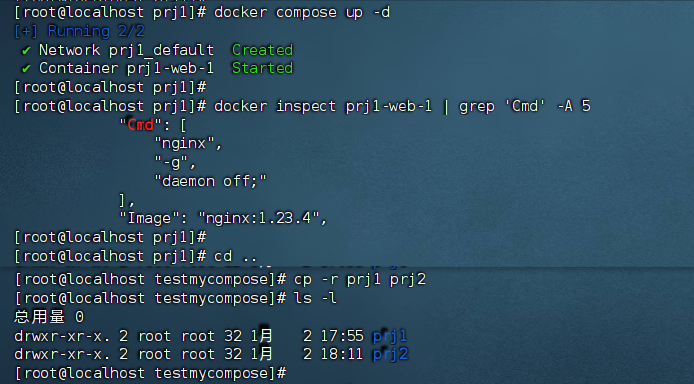 [root@localhost prj1]# docker compose up -d
[+] Running 2/2
✔ Network prj1_default  Created
✔ Container prj1-web-1  Started
[root@localhost prj1]#
[root@localhost prj1]# docker inspect prj1-web-1 | grep 'Cmd' -A 5
"Cmd": [
"nginx",
"-g",
"daemon off;"
],
"Image": "nginx:1.23.4",
[root@localhost prj1]#
[root@localhost prj1]# cd ..
[root@localhost testmycompose]# cp -r prj1 prj2
[root@localhost testmycompose]# ls -l
总用量 0
drwxr-xr-x. 2 root root 32 1月   2 17:55 prj1
drwxr-xr-x. 2 root root 32 1月   2 18:11 prj2
[root@localhost testmycompose]#